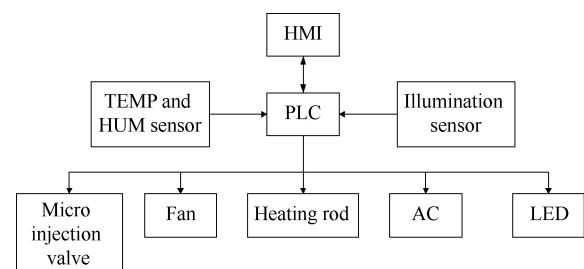 HMI
TEMP and
HUM sensor
PLC
Illumination
sensor
Micro
injection
valve
Fan
Heating rod
AC
LED